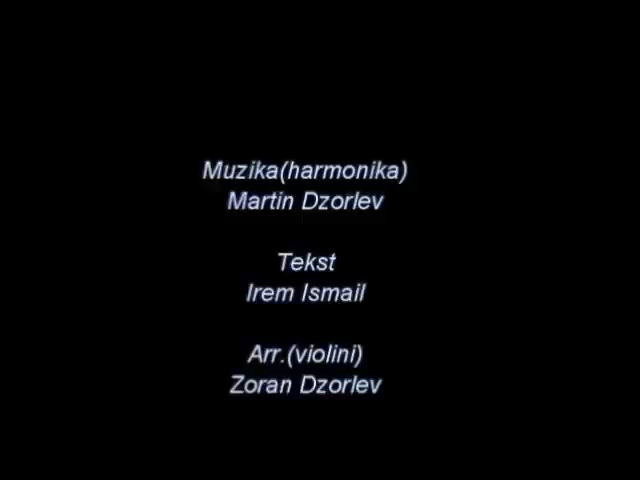 Muzika(harmonika)
Martin Dzorlev
Tekst
Irem Ismail
Arr.(violini)
Zoran Dzorlev